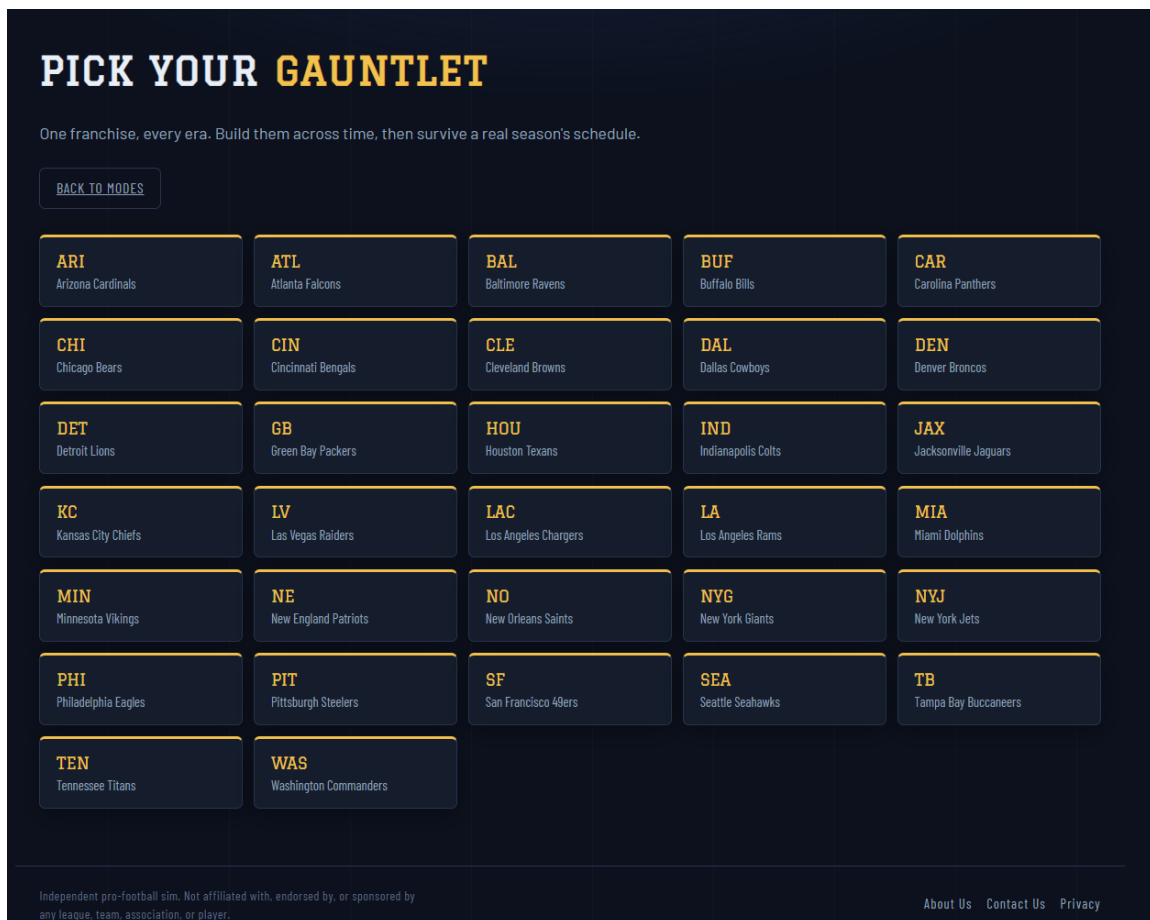 PICK YOUR GAUNTLET
One franchise, every era. Build them across time, then survive a real season's schedule.
BACK TO MODES
ARI
Arizona Cardinals
ATL
Atlanta Falcons
BAL
Baltimore Ravens
BUF
Buffalo Bills
CAR
Carolina Panthers
CHI
Chicago Bears
CIN
Cincinnati Bengals
CLE
Cleveland Browns
DAL
Dallas Cowboys
DEN
Denver Broncos
DET
Detroit Lions
GB
Green Bay Packers
HOU
Houston Texans
IND
Indianapolis Colts
JAX
Jacksonville Jaguars
KC
Kansas City Chiefs
LV
Las Vegas Raiders
LAC
Los Angeles Chargers
LA
Los Angeles Rams
MIA
Miami Dolphins
MIN
Minnesota Vikings
NE
New England Patriots
NO
New Orleans Saints
NYG
New York Giants
NYJ
New York Jets
PHI
Philadelphia Eagles
PIT
Pittsburgh Steelers
SF
San Francisco 49ers
SEA
Seattle Seahawks
TB
Tampa Bay Buccaneers
TEN
Tennessee Titans
WAS
Washington Commanders
Independent pro-football sim. Not affiliated with, endorsed by, or sponsored by
any league, team, association, or player.
About Us Contact Us Privacy